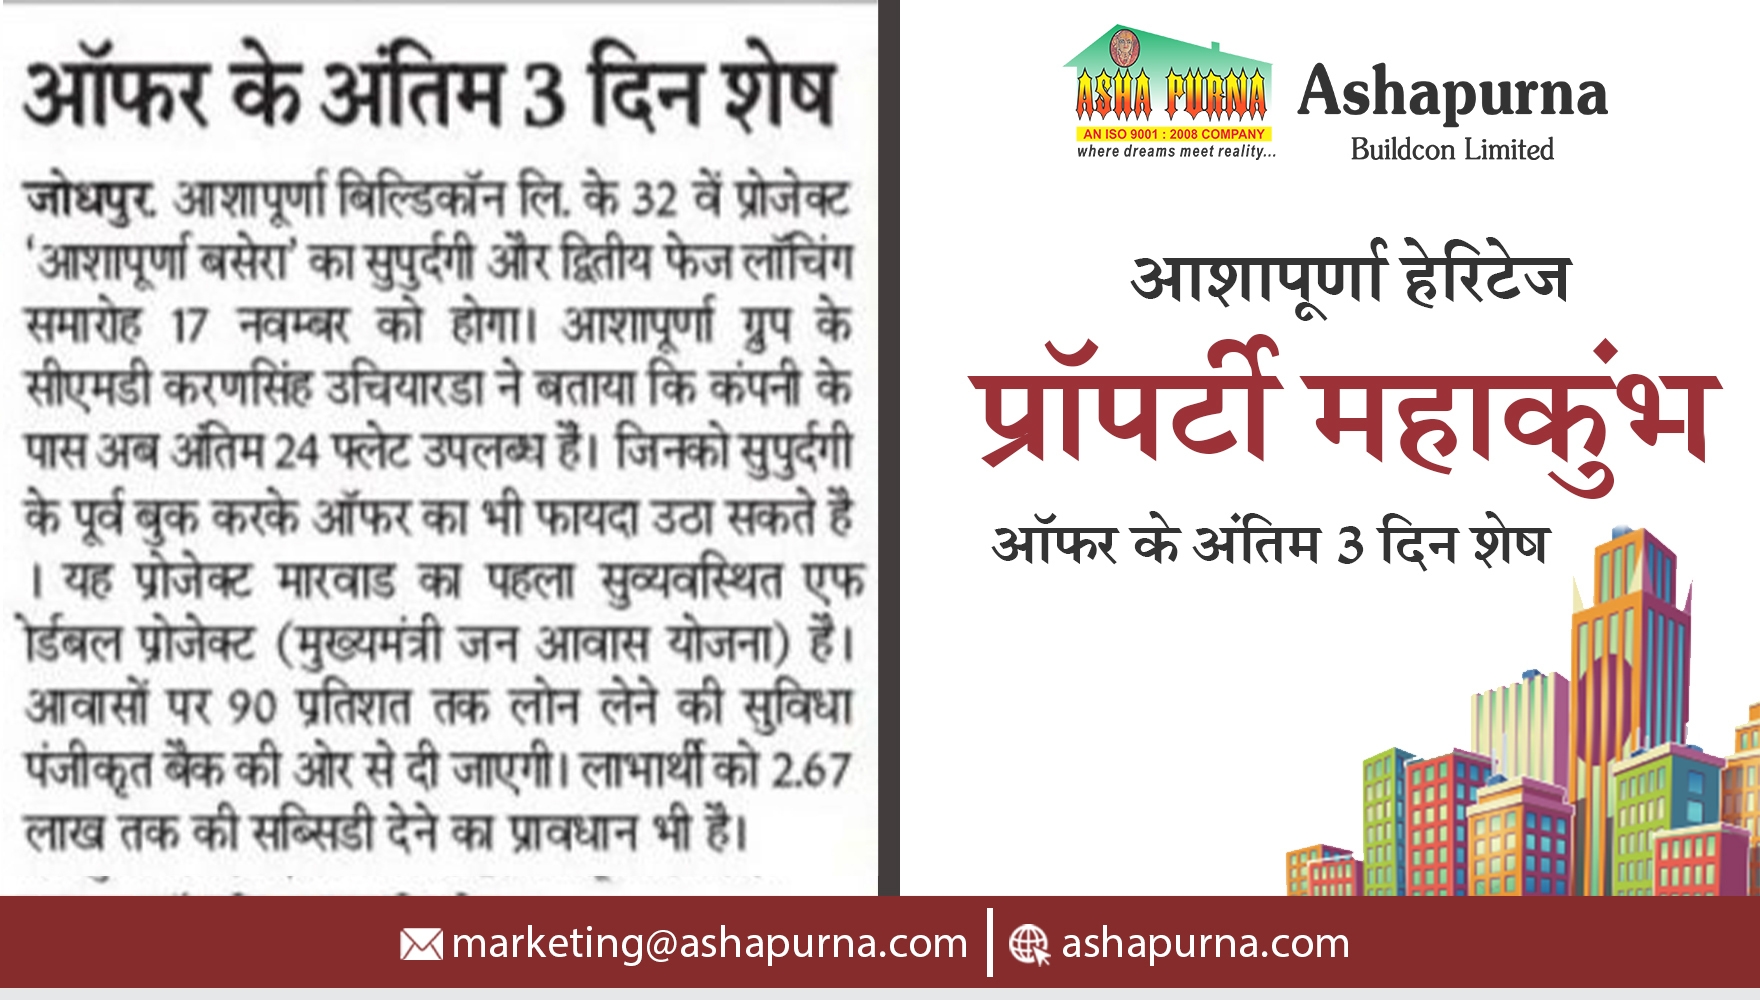 ऑफर के अंतिम 3 दिन शेष
जोधपुर. आशापूर्णा बिल्डिकॉन लि. के 32 वें प्रोजेक्ट
‘आशापूर्णा बसेरा’ का सुपुर्दगी और द्वितीय फेज लॉचिंग
समारोह 17 नवम्बर को होगा। आशापूर्णा ग्रुप के
सीएमडी करणसिंह उचियारडा ने बताया कि कंपनी के
पास अब अंतिम 24 फ्लेट उपलब्ध है। जिनको सुपुर्दगी
के पूर्व बुक करके ऑफर का भी फायदा उठा सकते है
। यह प्रोजेक्ट मारवाड का पहला सुव्यवस्थित एफ
ोर्डेबल प्रोजेक्ट (मुख्यमंत्री जन आवास योजना) है।
आवासों पर 90 प्रतिशत तक लोन लेने की सुविधा
पंजीकृत बैक की ओर से दी जाएगी। लाभार्थी को 2.67
लाख तक की सब्सिडी देने का प्रावधान भी है।
ASHA PURNA
AN ISO 9001 : 2008 COMPANY
where dreams meet reality...
Ashapurna
Buildcon Limited
आशापूर्णा हेरिटेज
प्रॉपर्टी महाकुंभ
ऑफर के अंतिम 3 दिन शेष
marketing@ashapurna.com
ashapurna.com